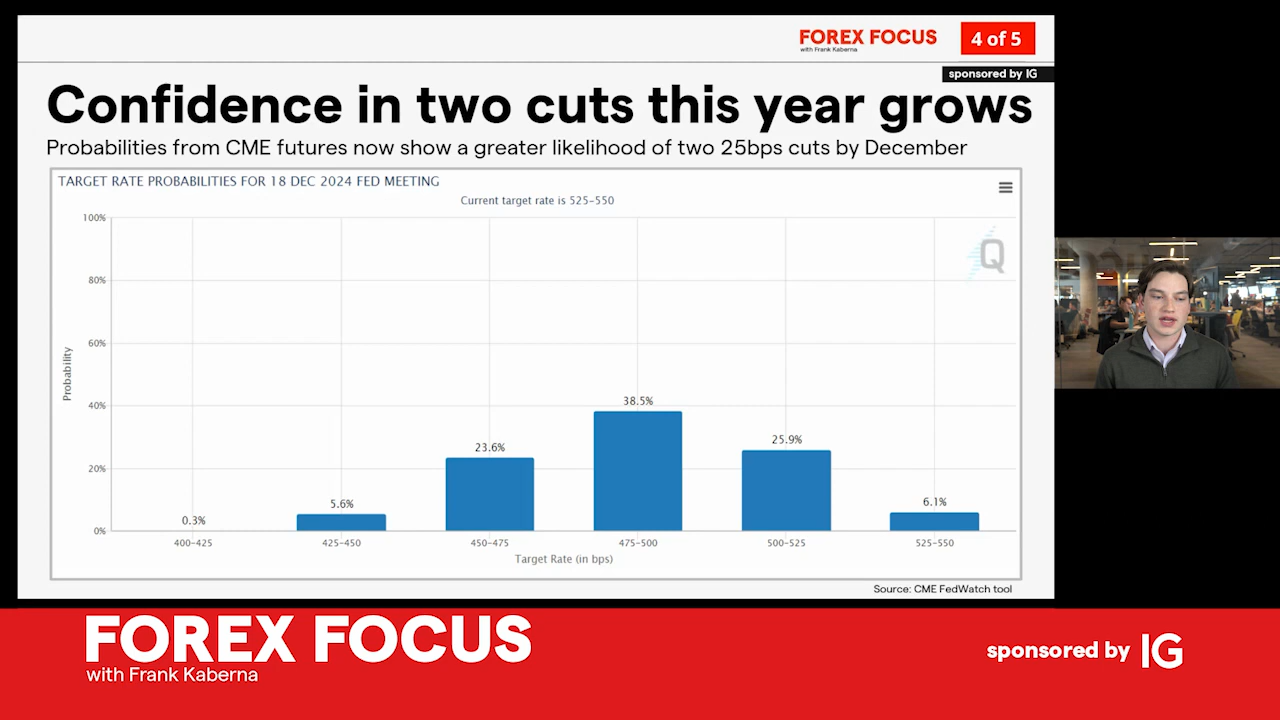 FOREX FOCUS
with Frank Kaberna
4 of 5
sponsored by IG
Confidence in two cuts this year grows
Probabilities from CME futures now show a greater likelihood of two 25bps cuts by December
TARGET RATE PROBABILITIES FOR 18 DEC 2024 FED MEETING
Current target rate is 525–550
Q
Probability
100%
80%
60%
40%
20%
0%
0.3%
5.6%
23.6%
38.5%
25.9%
6.1%
400–425
425–450
450–475
475–500
500–525
525–550
Target Rate (in bps)
Source: CME FedWatch tool
FOREX FOCUS
with Frank Kaberna
sponsored by IG